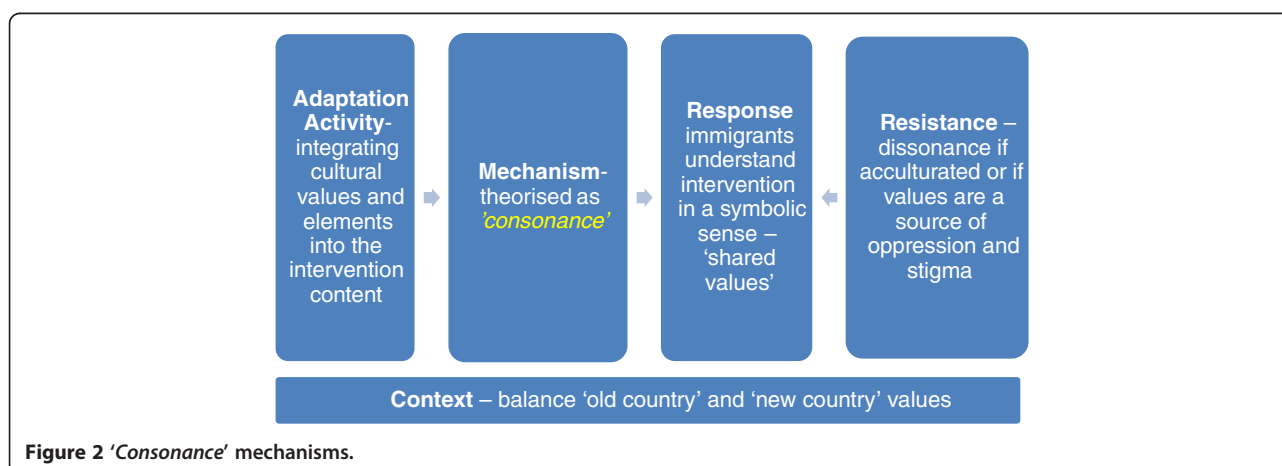 Adaptation
Activity-
integrating
cultural
values and
elements
into the
intervention
content
Mechanism-
theorised as
'consonance'
Response
immigrants
understand
intervention
in a symbolic
sense –
'shared
values'
Resistance –
dissonance if
acculturated or if
values are a
source of
oppression and
stigma
Context – balance 'old country' and 'new country' values
Figure 2 'Consonance' mechanisms.